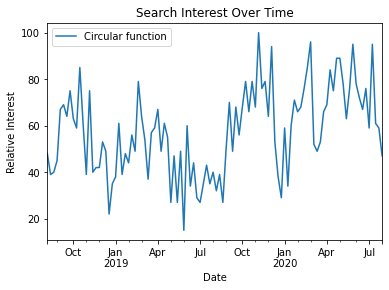 Search Interest Over Time
Circular function
Relative Interest
100
80
60
40
20
Oct
Jan
2019
Apr
Jul
Oct
Jan
2020
Apr
Jul
Date